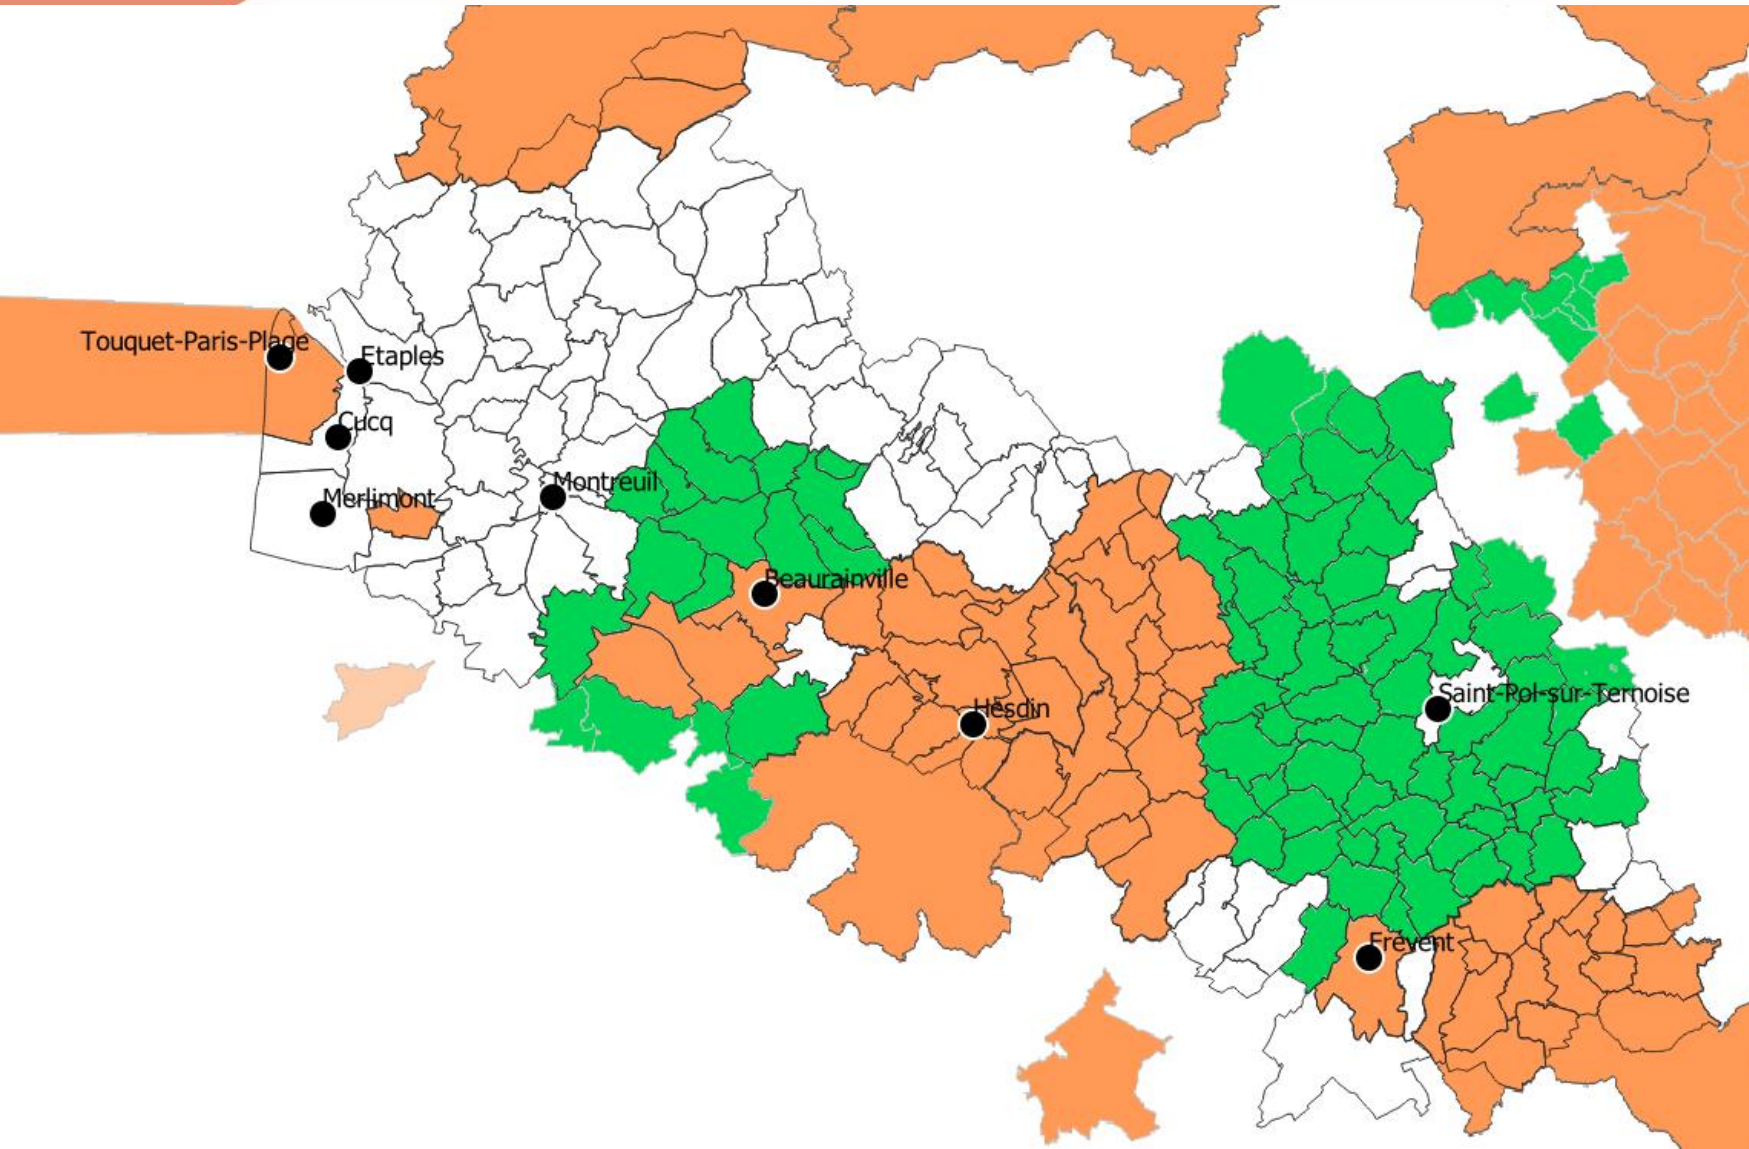 Touquet-Paris-Plage
Etaples
Cucq
Merlimont
Montreuil
Beaurainville
Hesdin
Saint-Pol-sur-Ternoise
Frévent